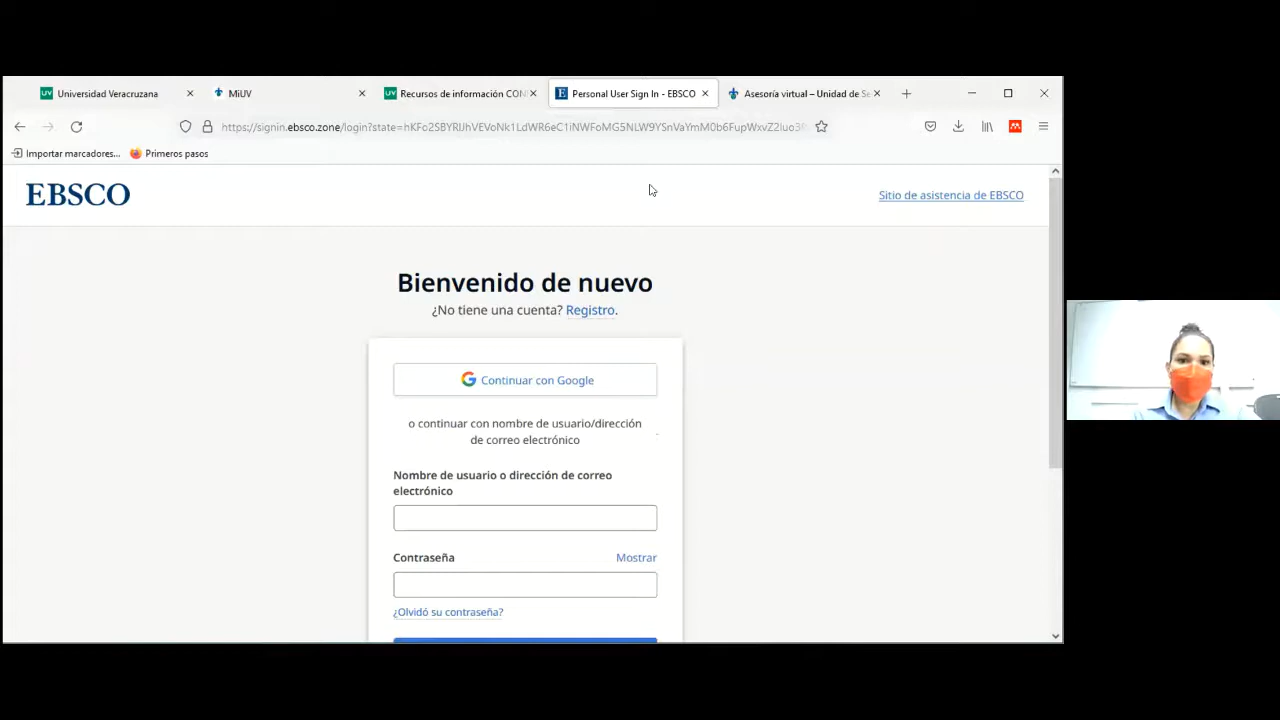 Universidad Veracruzana
MiUV
Recursos de información CON
Personal User Sign In - EBSCO
Asesoría virtual – Unidad de Se
Importar marcadores...
Primeros pasos
EBSCO
Sitio de asistencia de EBSCO
Bienvenido de nuevo
¿No tiene una cuenta? Registro.
Continuar con Google
o continuar con nombre de usuario/dirección
de correo electrónico
Nombre de usuario o dirección de correo
electrónico
Contraseña
Mostrar
¿Olvidó su contraseña?